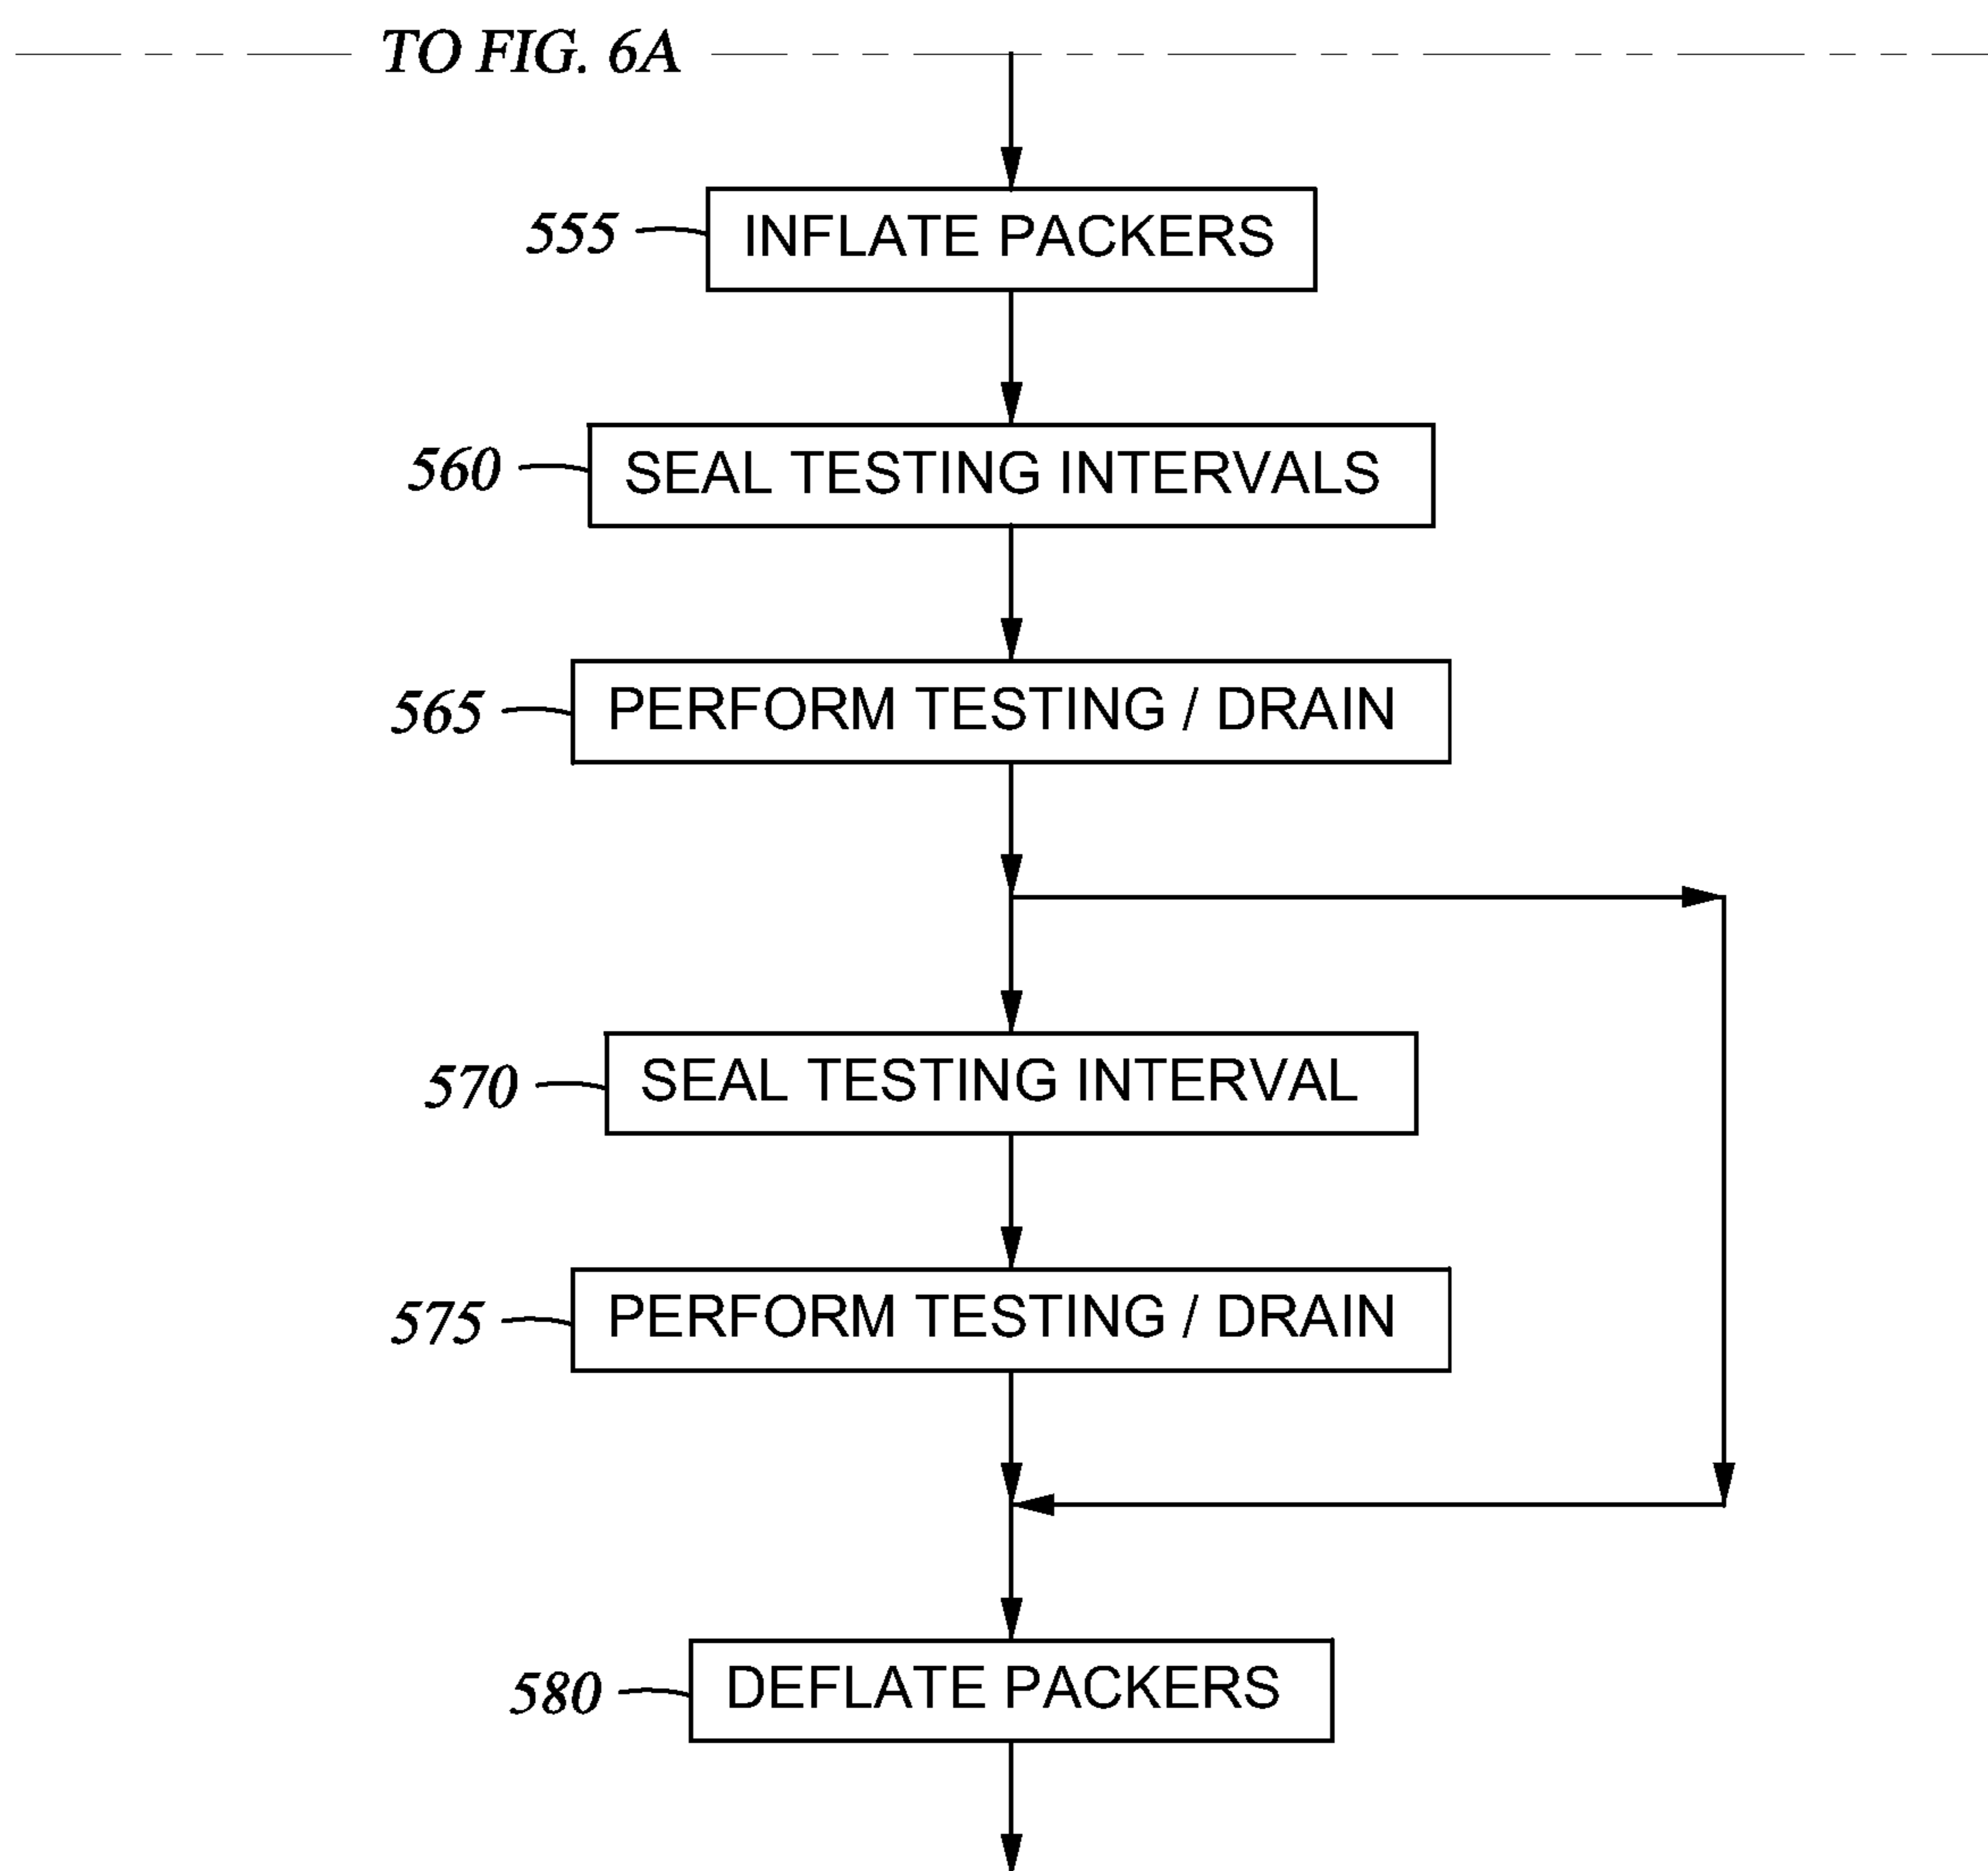 TO FIG. 6A
555 INFLATE PACKERS
560 SEAL TESTING INTERVALS
565 PERFORM TESTING / DRAIN
570 SEAL TESTING INTERVAL
575 PERFORM TESTING / DRAIN
580 DEFLATE PACKERS